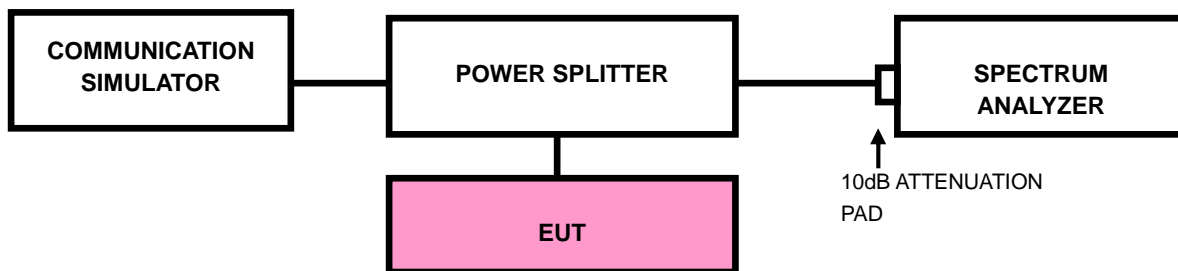 COMMUNICATION
SIMULATOR
POWER SPLITTER
SPECTRUM
ANALYZER
10dB ATTENUATION
PAD
EUT